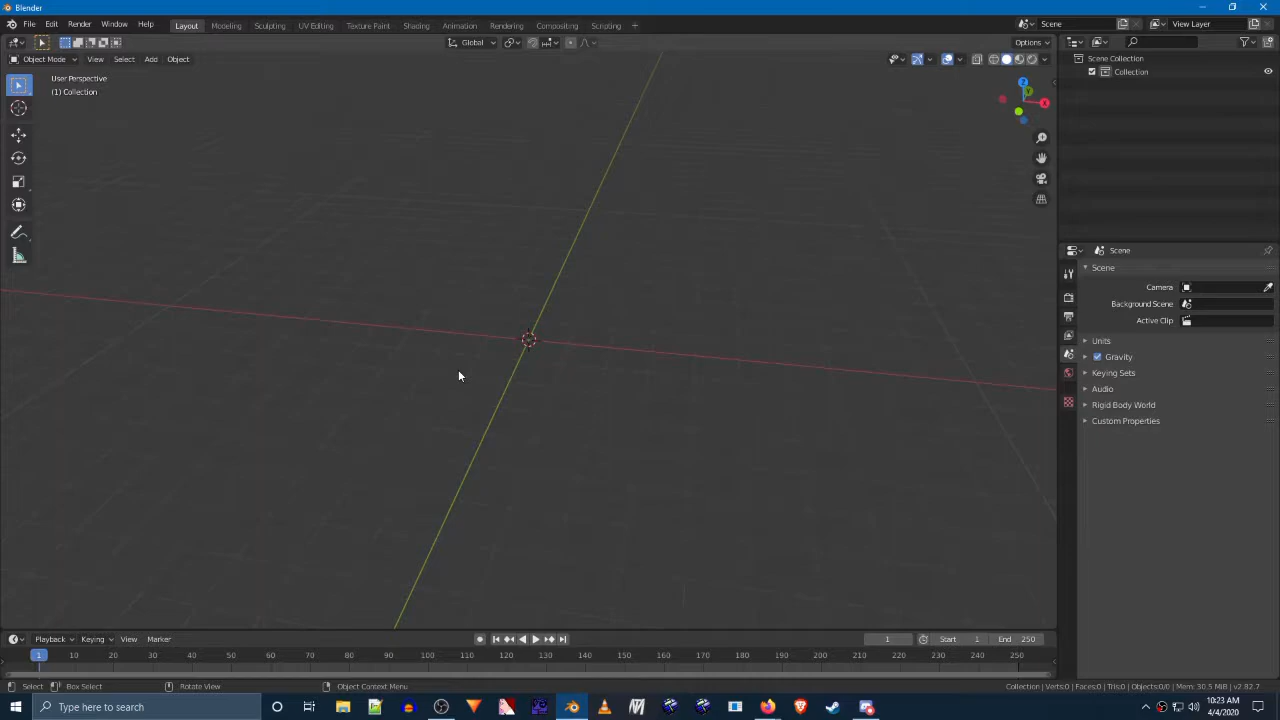 Blender
File Edit Render Window Help
Layout Modeling Sculpting UV Editing Texture Paint Shading Animation Rendering Compositing Scripting +
Scene
View Layer
Global
Options
Object Mode View Select Add Object
User Perspective
(1) Collection
Z
Y
X
Scene Collection
Collection
Scene
Scene
Camera
Background Scene
Active Clip
Units
Gravity
Keying Sets
Audio
Rigid Body World
Custom Properties
Playback Keying View Marker
1
Start 1
End 250
1 10 20 30 40 50 60 70 80 90 100 110 120 130 140 150 160 170 180 190 200 210 220 230 240 250
Select Box Select Rotate View Object Context Menu
Collection | Verts:0 | Faces:0 | Tris:0 | Objects:0/0 | Mem: 30.5 MiB | v2.82.7
Type here to search
10:23 AM
4/4/2020